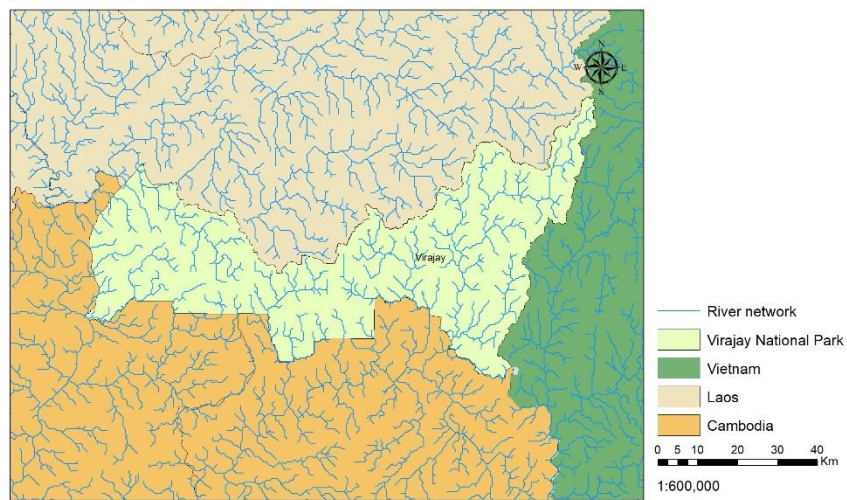 N
W E
S
Virajay
River network
Virajay National Park
Vietnam
Laos
Cambodia
0 5 10 20 30 40
Km
1:600,000